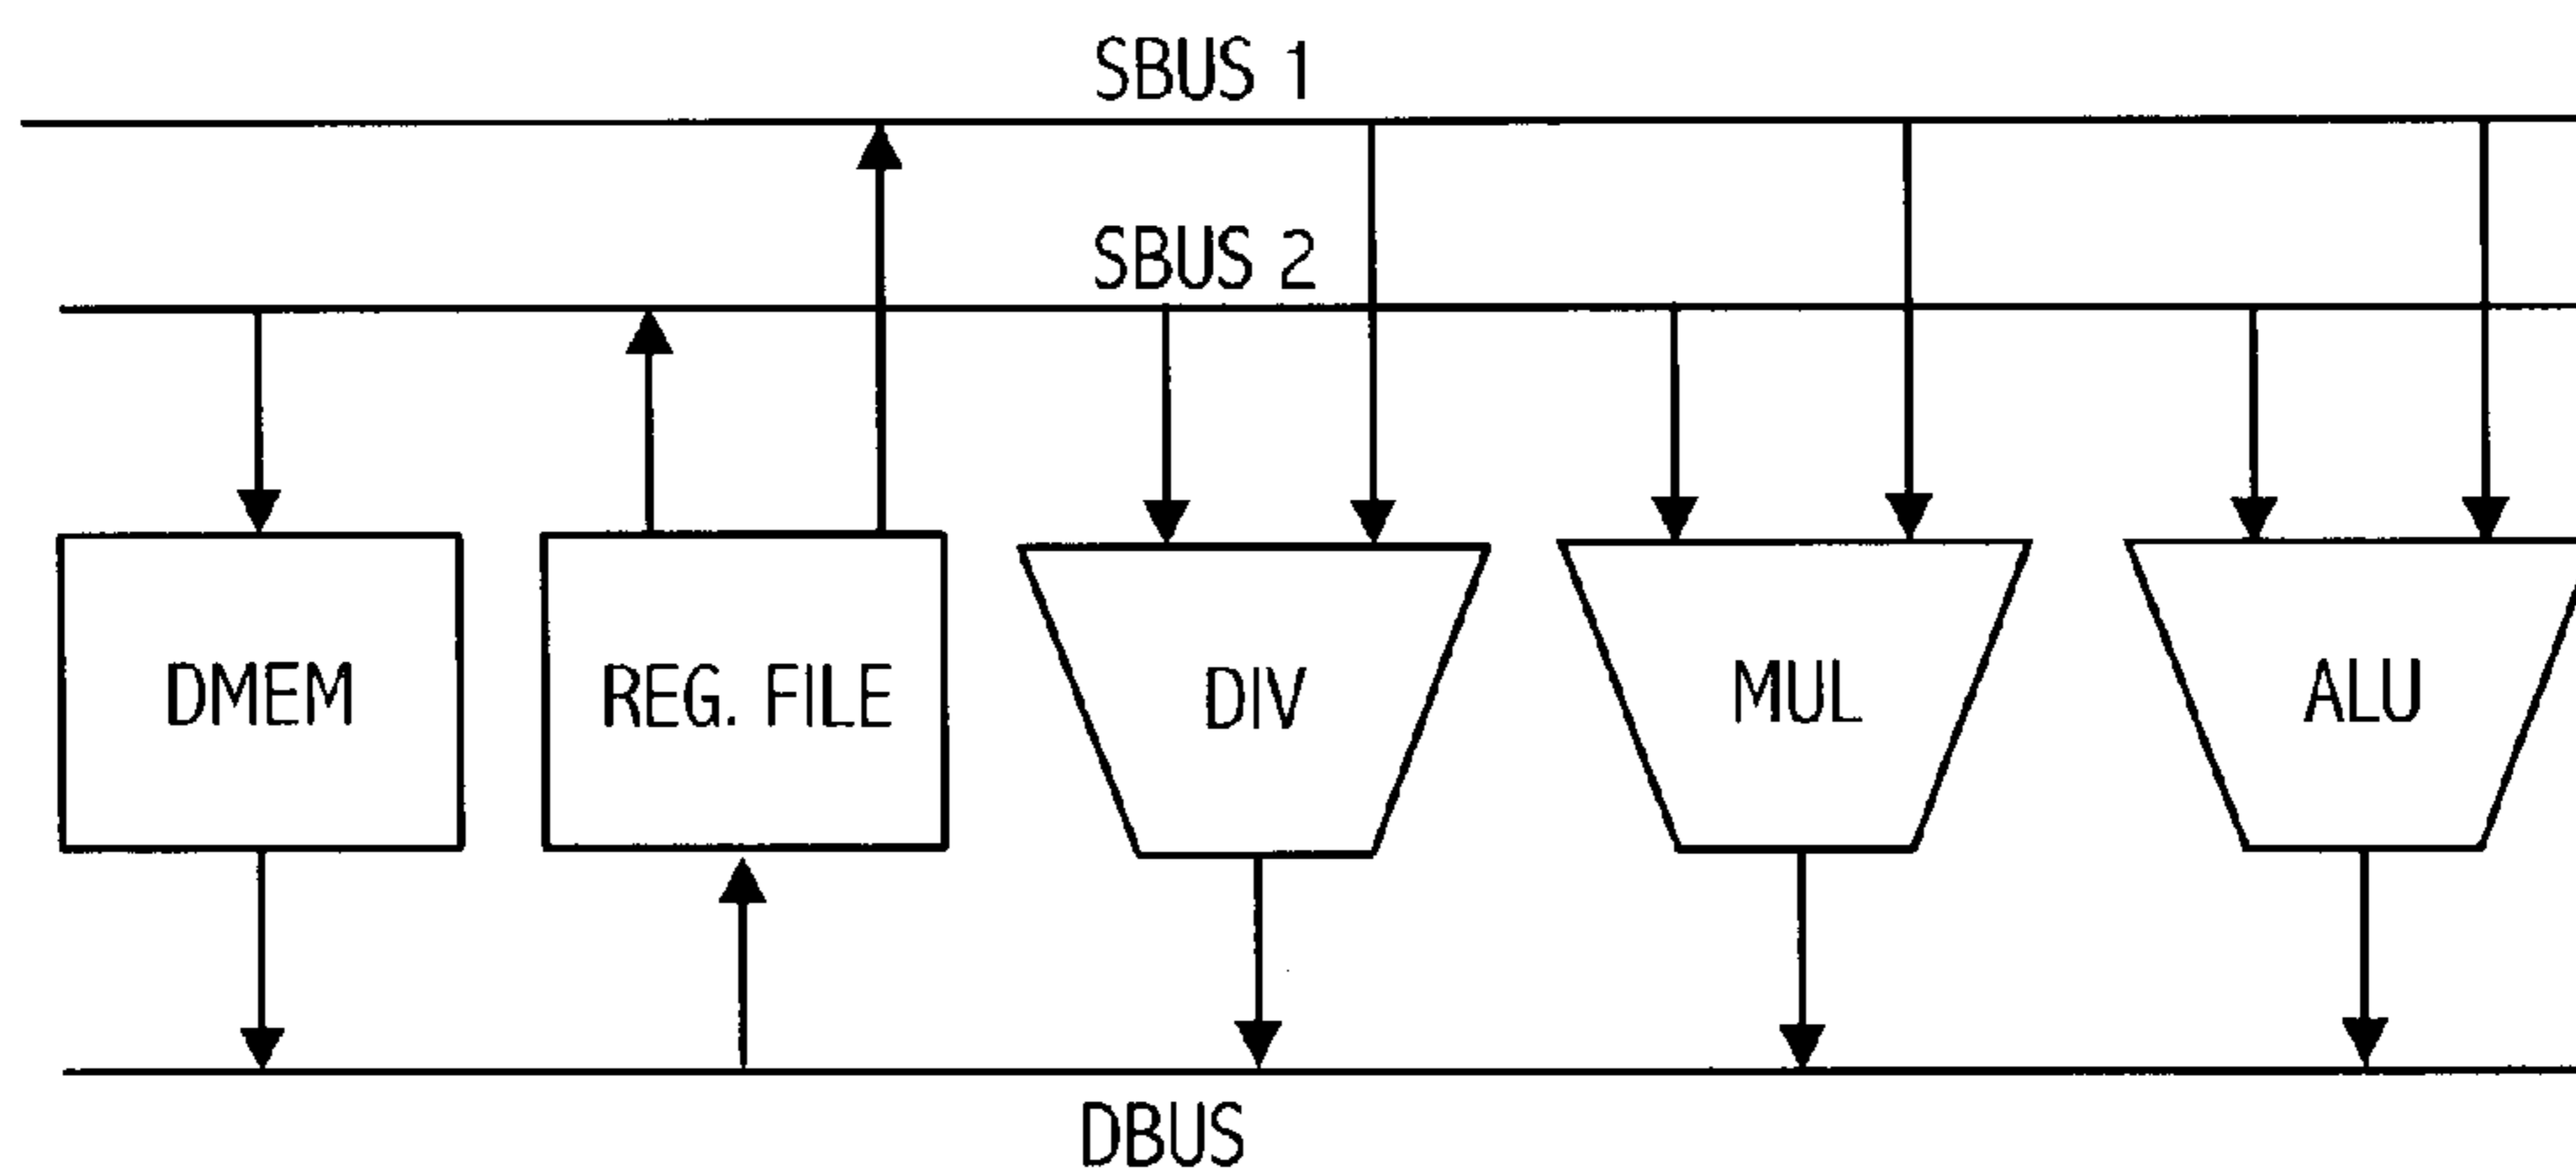 SBUS 1
SBUS 2
DMEM
REG. FILE
DIV
MUL
ALU
DBUS